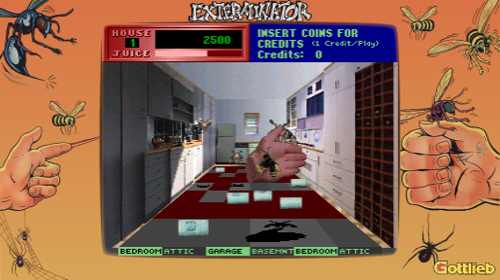 EXTERMINATOR
HOUSE
1
2500
JUICE
INSERT COINS FOR
CREDITS (1 Credit/Play)
Credits: 0
BEDROOM ATTIC GARAGE BASEMNT BEDROOM ATTIC
Gottlieb